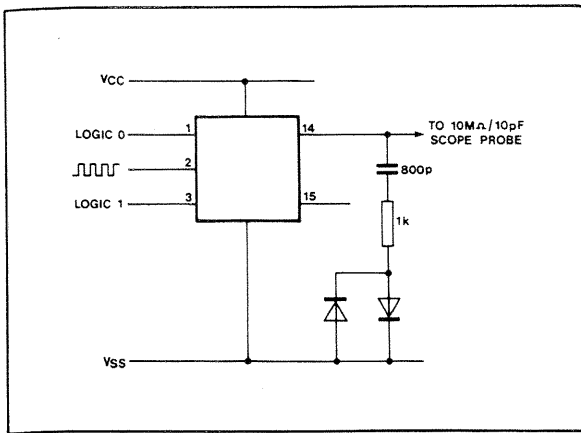 VCC
LOGIC 0
1
14
TO 10MΩ/10pF
SCOPE PROBE
2
800p
LOGIC 1
3
15
1k
VSS